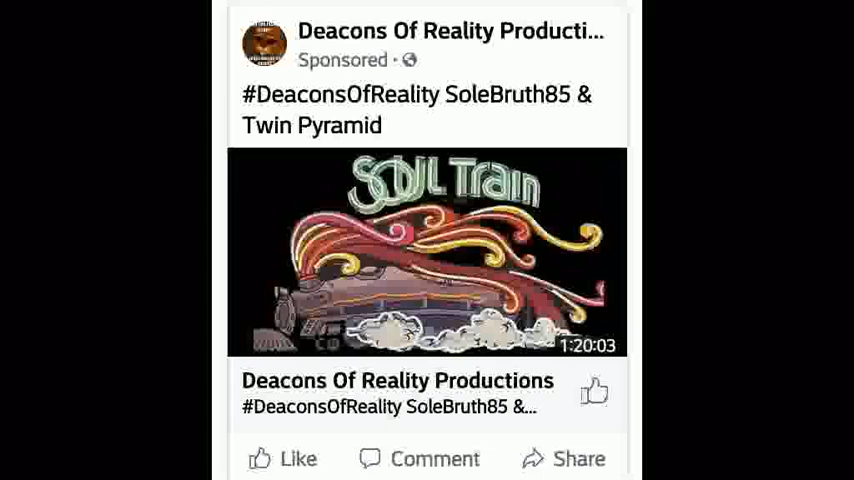 Deacons Of Reality Producti...
Sponsored ·
#DeaconsOfReality SoleBruth85 &
Twin Pyramid
SOUL Train
1:20:03
Deacons Of Reality Productions
#DeaconsOfReality SoleBruth85 &...
Like Comment Share